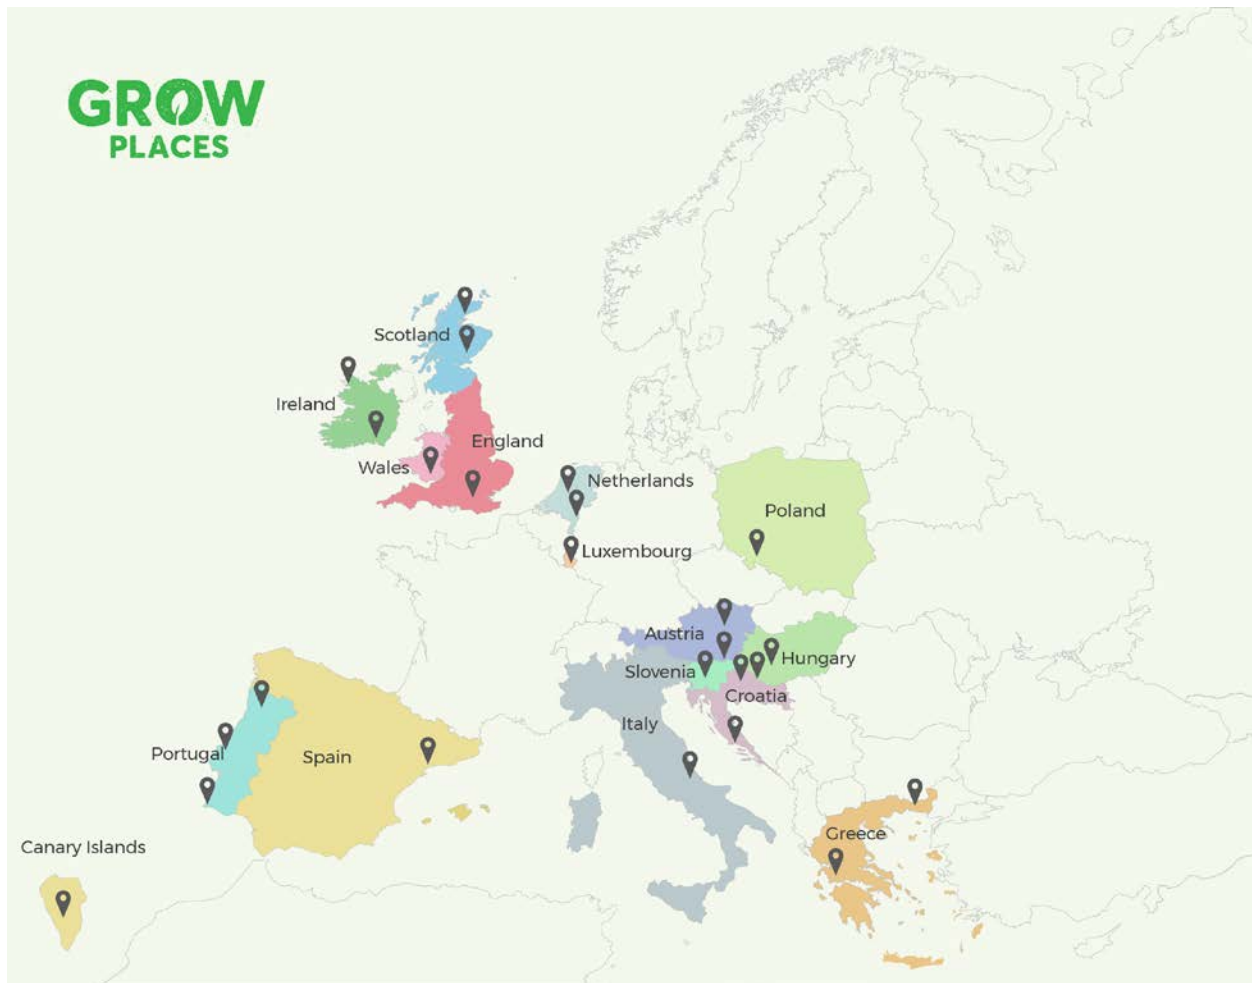 GROW
PLACES
Scotland
Ireland
England
Wales
Netherlands
Poland
Luxembourg
Austria
Hungary
Slovenia
Croatia
Italy
Portugal
Spain
Greece
Canary Islands